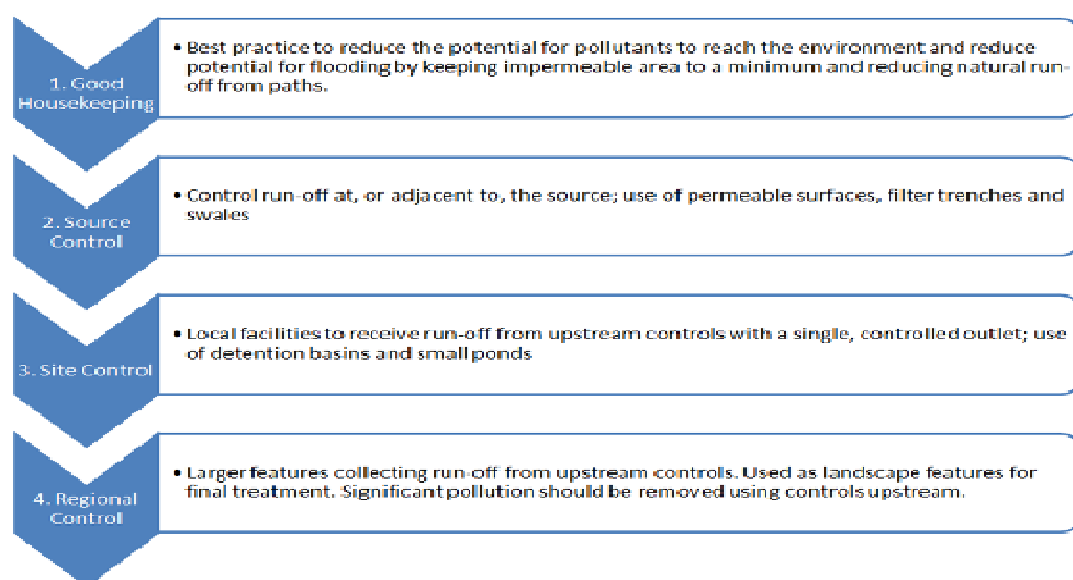 1. Good
Housekeeping
• Best practice to reduce the potential for pollutants to reach the environment and reduce
potential for flooding by keeping impermeable area to a minimum and reducing natural run-
off from paths.
2. Source
Control
• Control run-off at, or adjacent to, the source; use of permeable surfaces, filter trenches and
swales
3. Site Control
• Local facilities to receive run-off from upstream controls with a single, controlled outlet; use
of detention basins and small ponds
4. Regional
Control
• Larger features collecting run-off from upstream controls. Used as landscape features for
final treatment. Significant pollution should be removed using controls upstream.